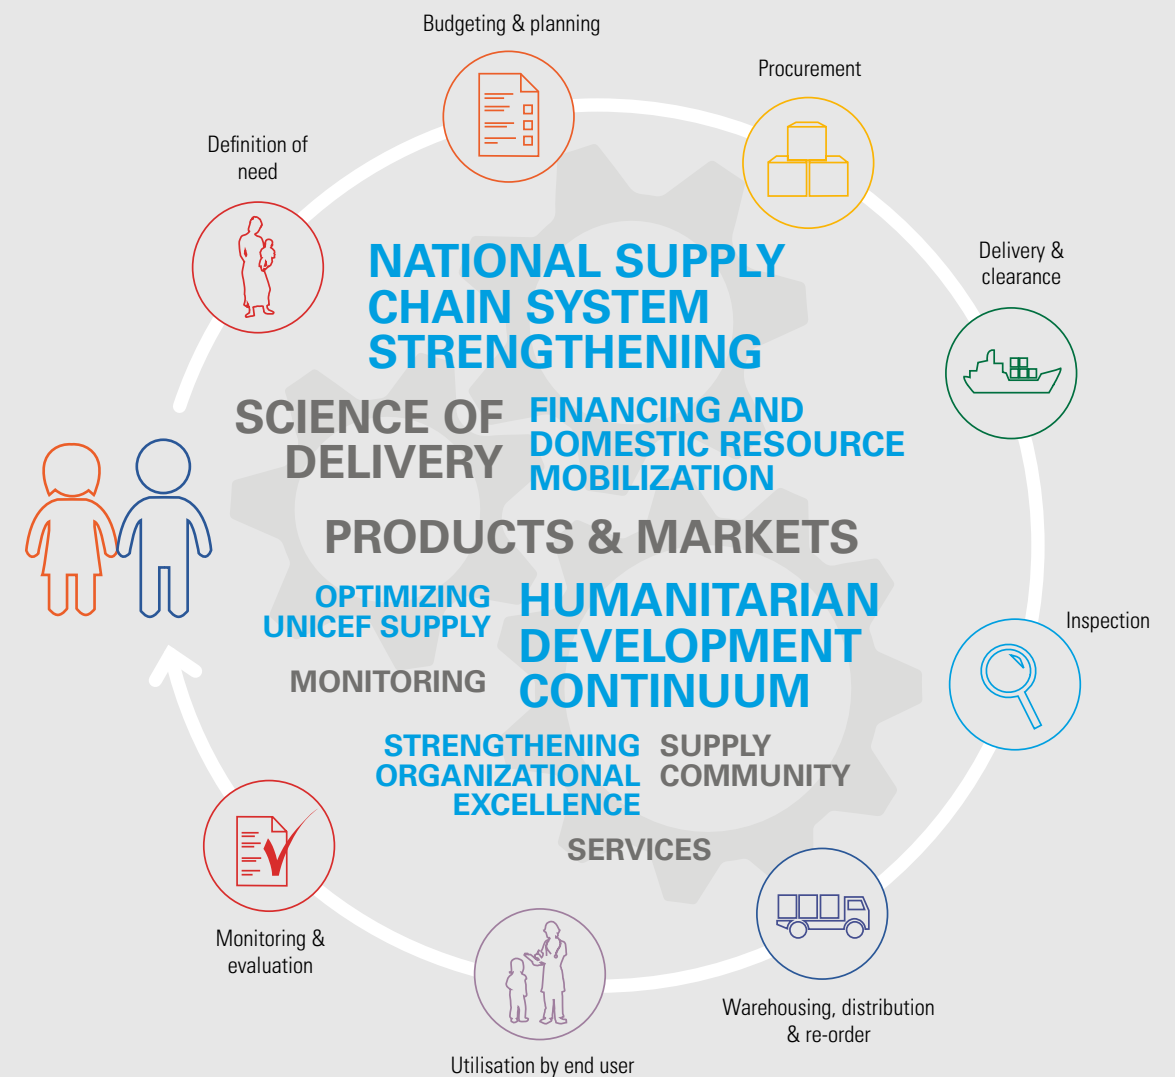 Budgeting & planning
Procurement
Definition of
need
Delivery &
clearance
NATIONAL SUPPLY
CHAIN SYSTEM
STRENGTHENING
SCIENCE OF
DELIVERY
FINANCING AND
DOMESTIC RESOURCE
MOBILIZATION
PRODUCTS & MARKETS
OPTIMIZING
UNICEF SUPPLY
HUMANITARIAN
DEVELOPMENT
CONTINUUM
MONITORING
Inspection
STRENGTHENING
ORGANIZATIONAL
EXCELLENCE
SUPPLY
COMMUNITY
SERVICES
Monitoring &
evaluation
Warehousing, distribution
& re-order
Utilisation by end user